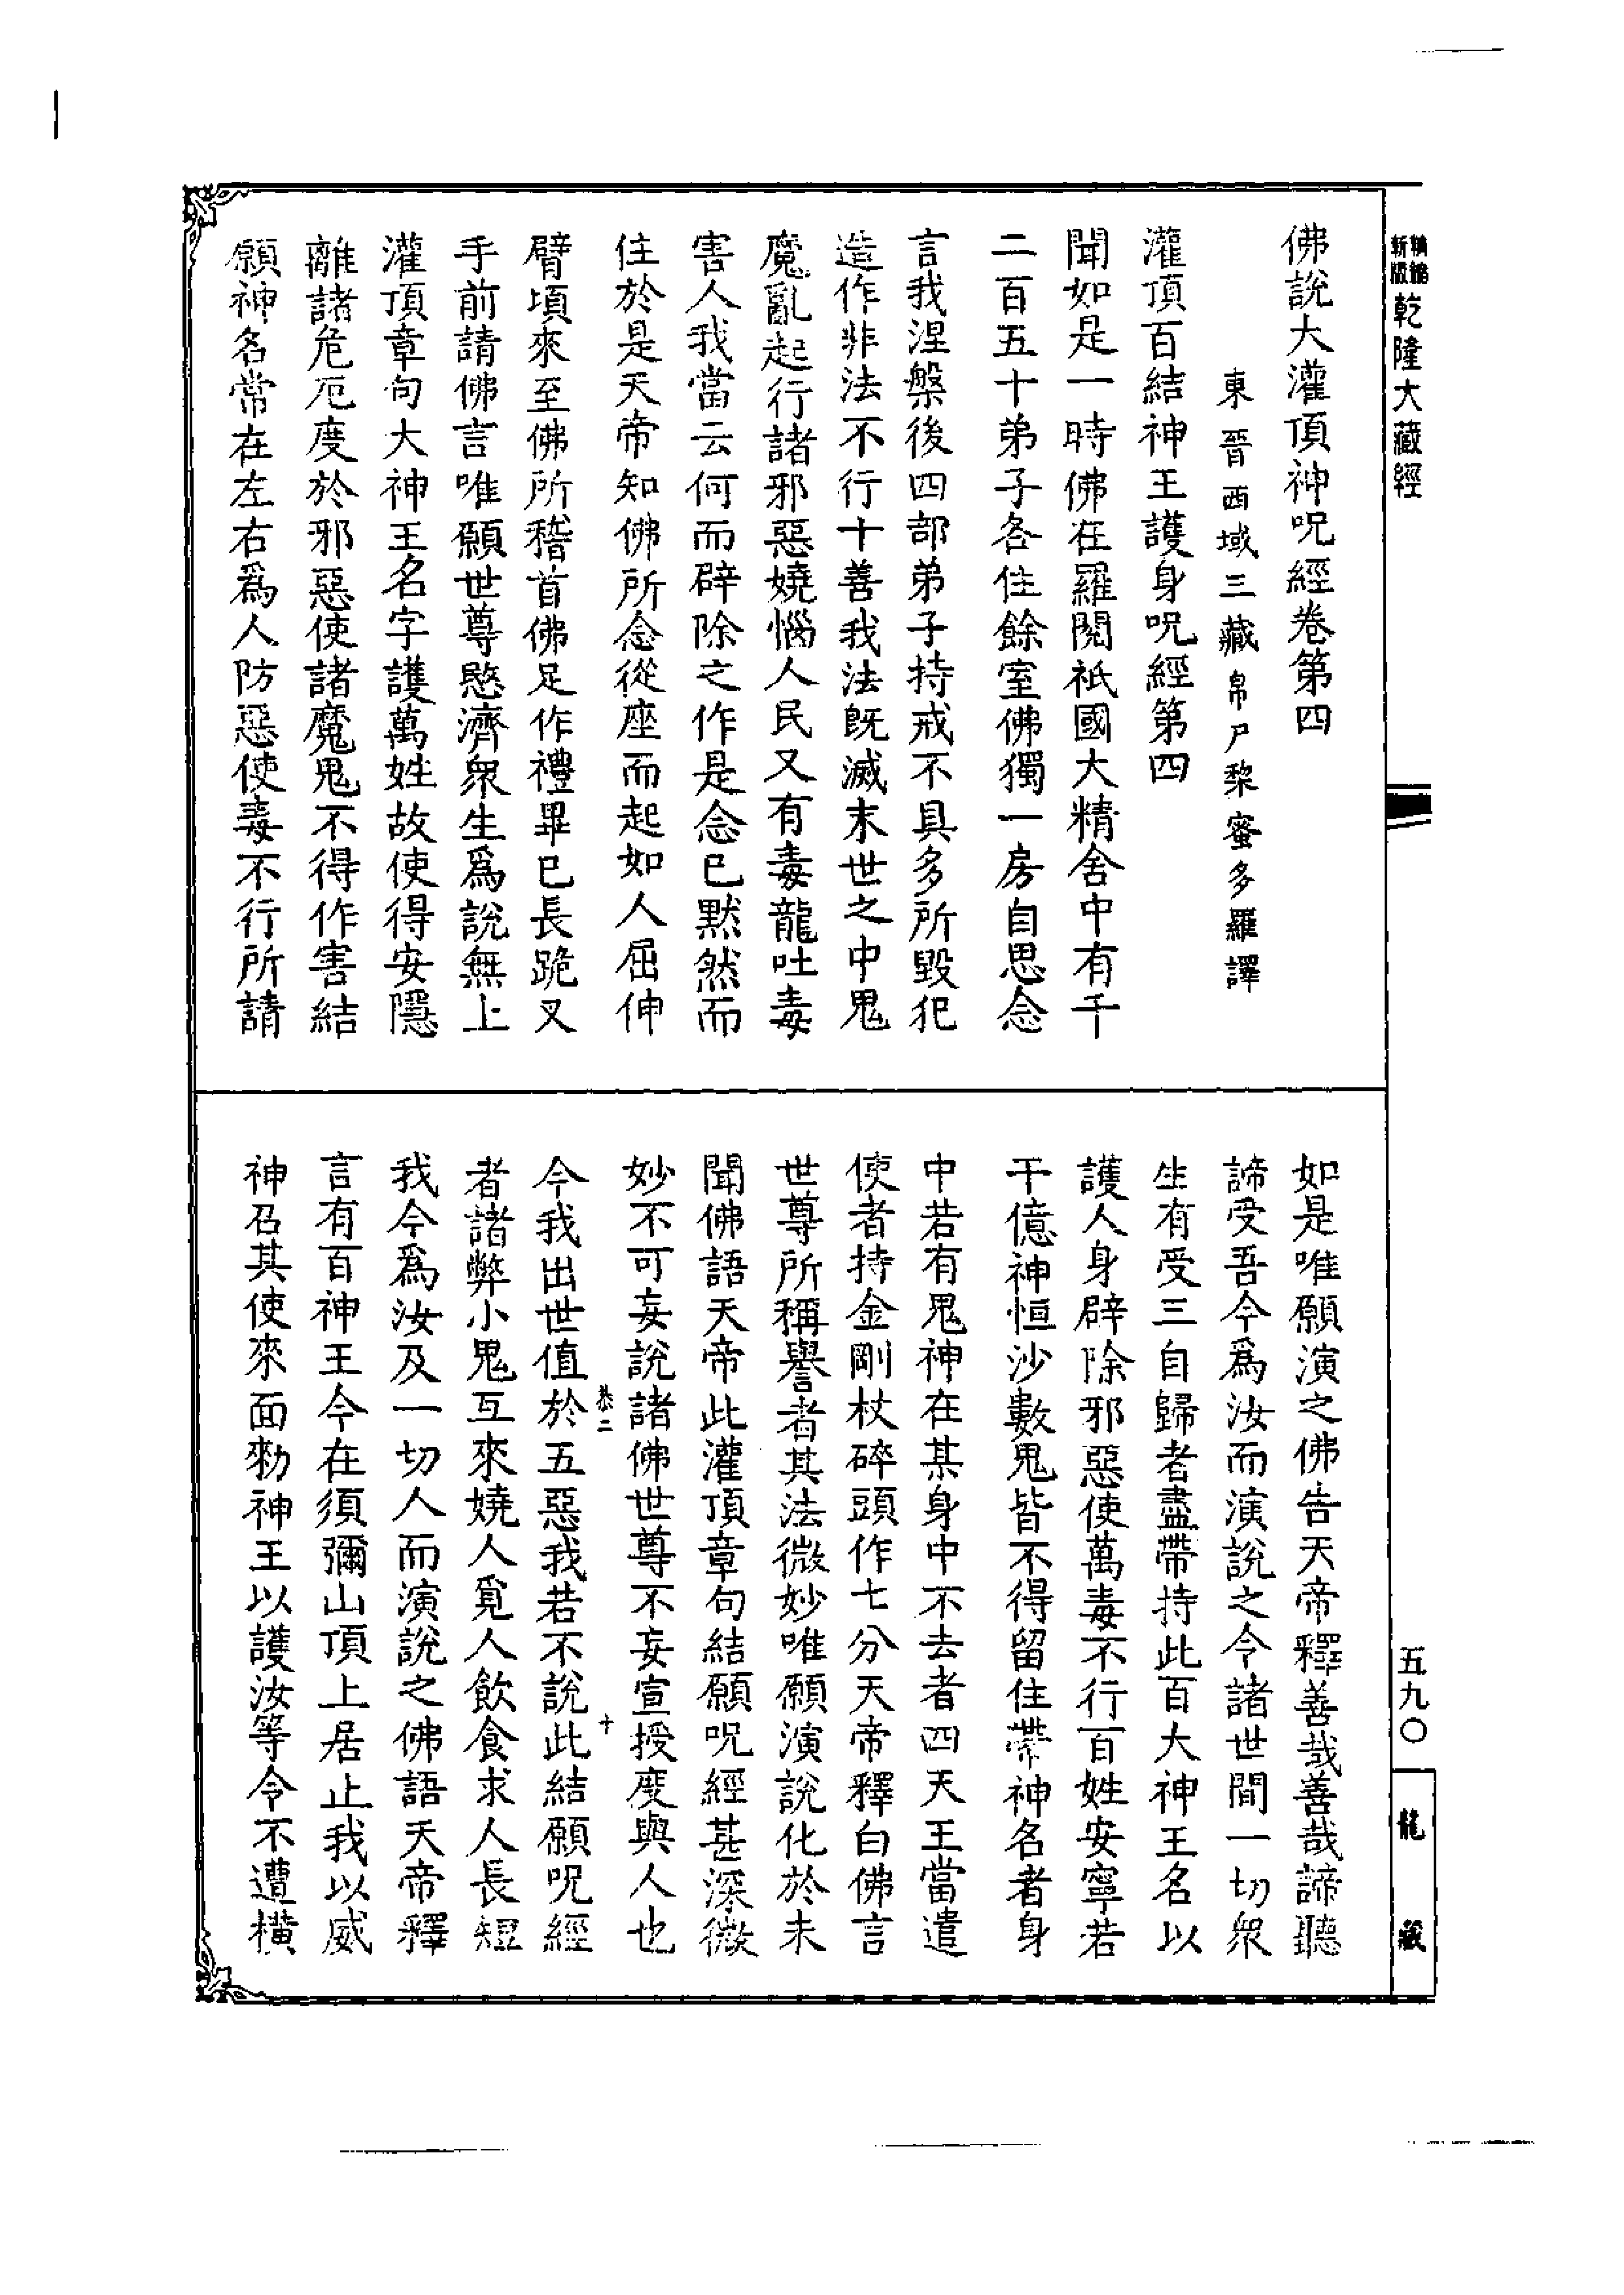 精縮新版乾隆大藏經
佛說大灌頂神呪經卷第四
東晉西域三藏帛尸黎蜜多羅譯
灌頂百結神王護身呪經第四
聞如是一時佛在羅閱祇國大精舍中有千
二百五十弟子各住餘室佛獨一房自思念
言我涅槃後四部弟子持戒不具多所毀犯
造作非法不行十善我法既滅末世之中鬼
魔亂起行諸邪惡嬈惱人民又有毒龍吐毒
害人我當云何而辟除之作是念已默然而
住於是天帝知佛所念從座而起如人屈伸
臂頃來至佛所稽首佛足作禮畢已長跪叉
手前請佛言唯願世尊愍濟衆生爲說無上
灌頂章句大神王名字護萬姓故使得安隱
離諸危厄度於邪惡使諸魔鬼不得作害結
願神名常在左右爲人防惡使毒不行所請
如是唯願演之佛告天帝釋善哉善哉諦聽
諦受吾今爲汝而演說之令諸世間一切衆
生有受三自歸者盡帶持此百大神王名以
護人身辟除邪惡使萬毒不行百姓安寧若
干億神恒沙數鬼皆不得留住帶神名者身
中若有鬼神在某身中不去者四天王當遣
使者持金剛杖碎頭作七分天帝釋白佛言
世尊所稱譽者其法微妙唯願演說化於未
聞佛語天帝此灌頂章句結願呪經甚深微
妙不可妄說諸佛世尊不妄宣授度與人也
恭二
十
今我出世值於五惡我若不說此結願呪經
者諸弊小鬼互來嬈人覓人飲食求人長短
我今爲汝及一切人而演說之佛語天帝釋
言有百神王今在須彌山頂上居止我以威
神召其使來面勑神王以護汝等令不遭橫
五九〇
龍藏